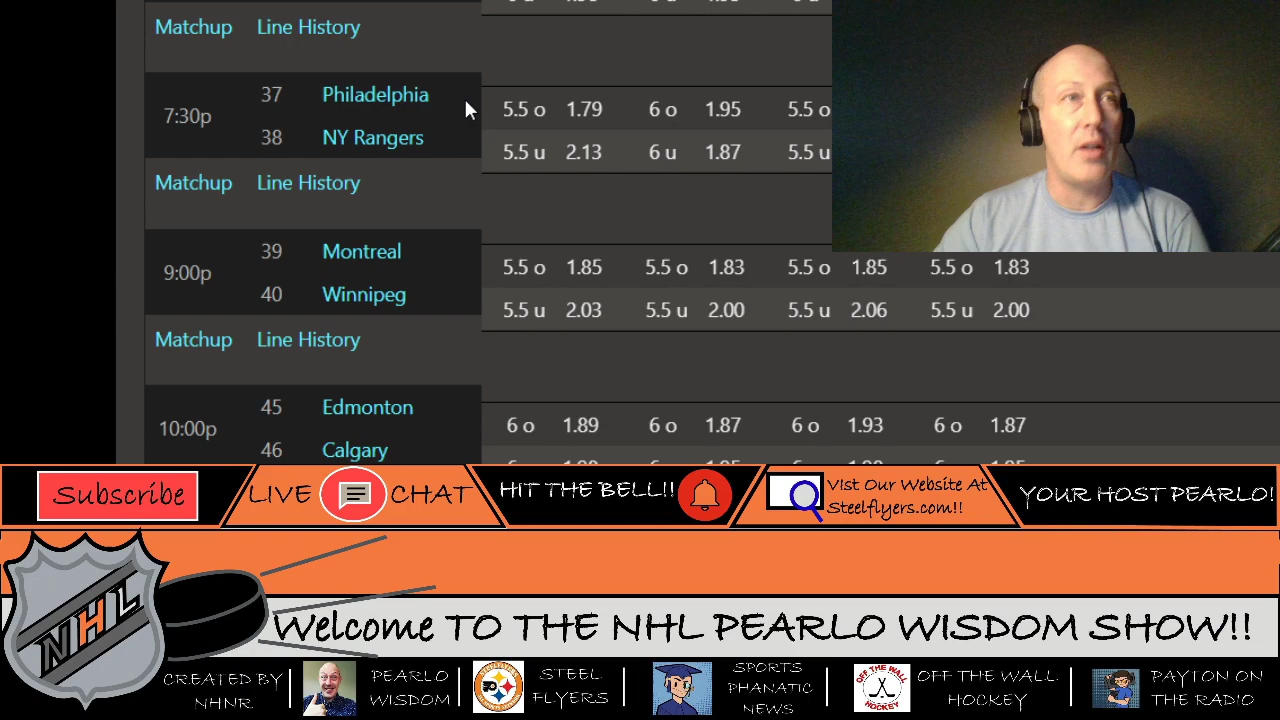 Matchup Line History
7:30p 37 Philadelphia 5.5 o 1.79 6 o 1.95 5.5 o
38 NY Rangers 5.5 u 2.13 6 u 1.87 5.5 u
Matchup Line History
9:00p 39 Montreal 5.5 o 1.85 5.5 o 1.83 5.5 o 1.85 5.5 o 1.83
40 Winnipeg 5.5 u 2.03 5.5 u 2.00 5.5 u 2.06 5.5 u 2.00
Matchup Line History
10:00p 45 Edmonton 6 o 1.89 6 o 1.87 6 o 1.93 6 o 1.87
46 Calgary
Subscribe
LIVE CHAT
HIT THE BELL!!
VIst Our Website At
Steelflyers.com!!
YOUR HOST PEARLO!
NHL
Welcome TO THE NHL PEARLO WISDOM SHOW!!
CREATED BY
NHNR
PEARLO
WISDOM
STEEL
FLYERS
SPORTS
PHANATIC
NEWS
OFF THE WALL
HOCKEY
OFF THE WALL
HOCKEY
PAYTON ON
THE RADIO